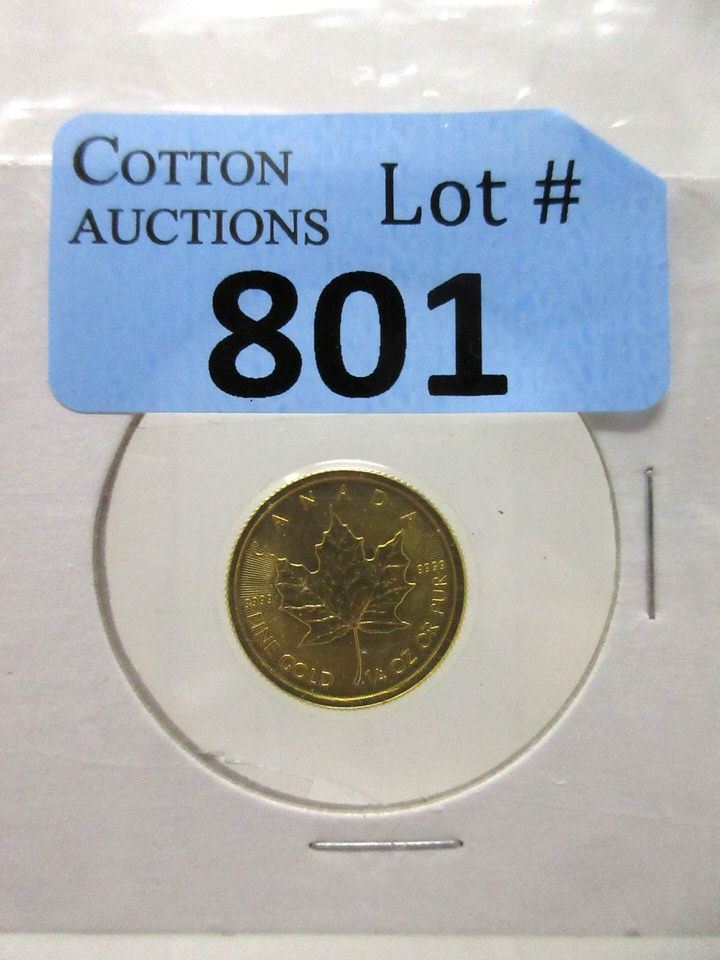 COTTON
AUCTIONS
Lot #
801
CANADA
9999
9999
FINE GOLD 1/4 OZ OR PUR